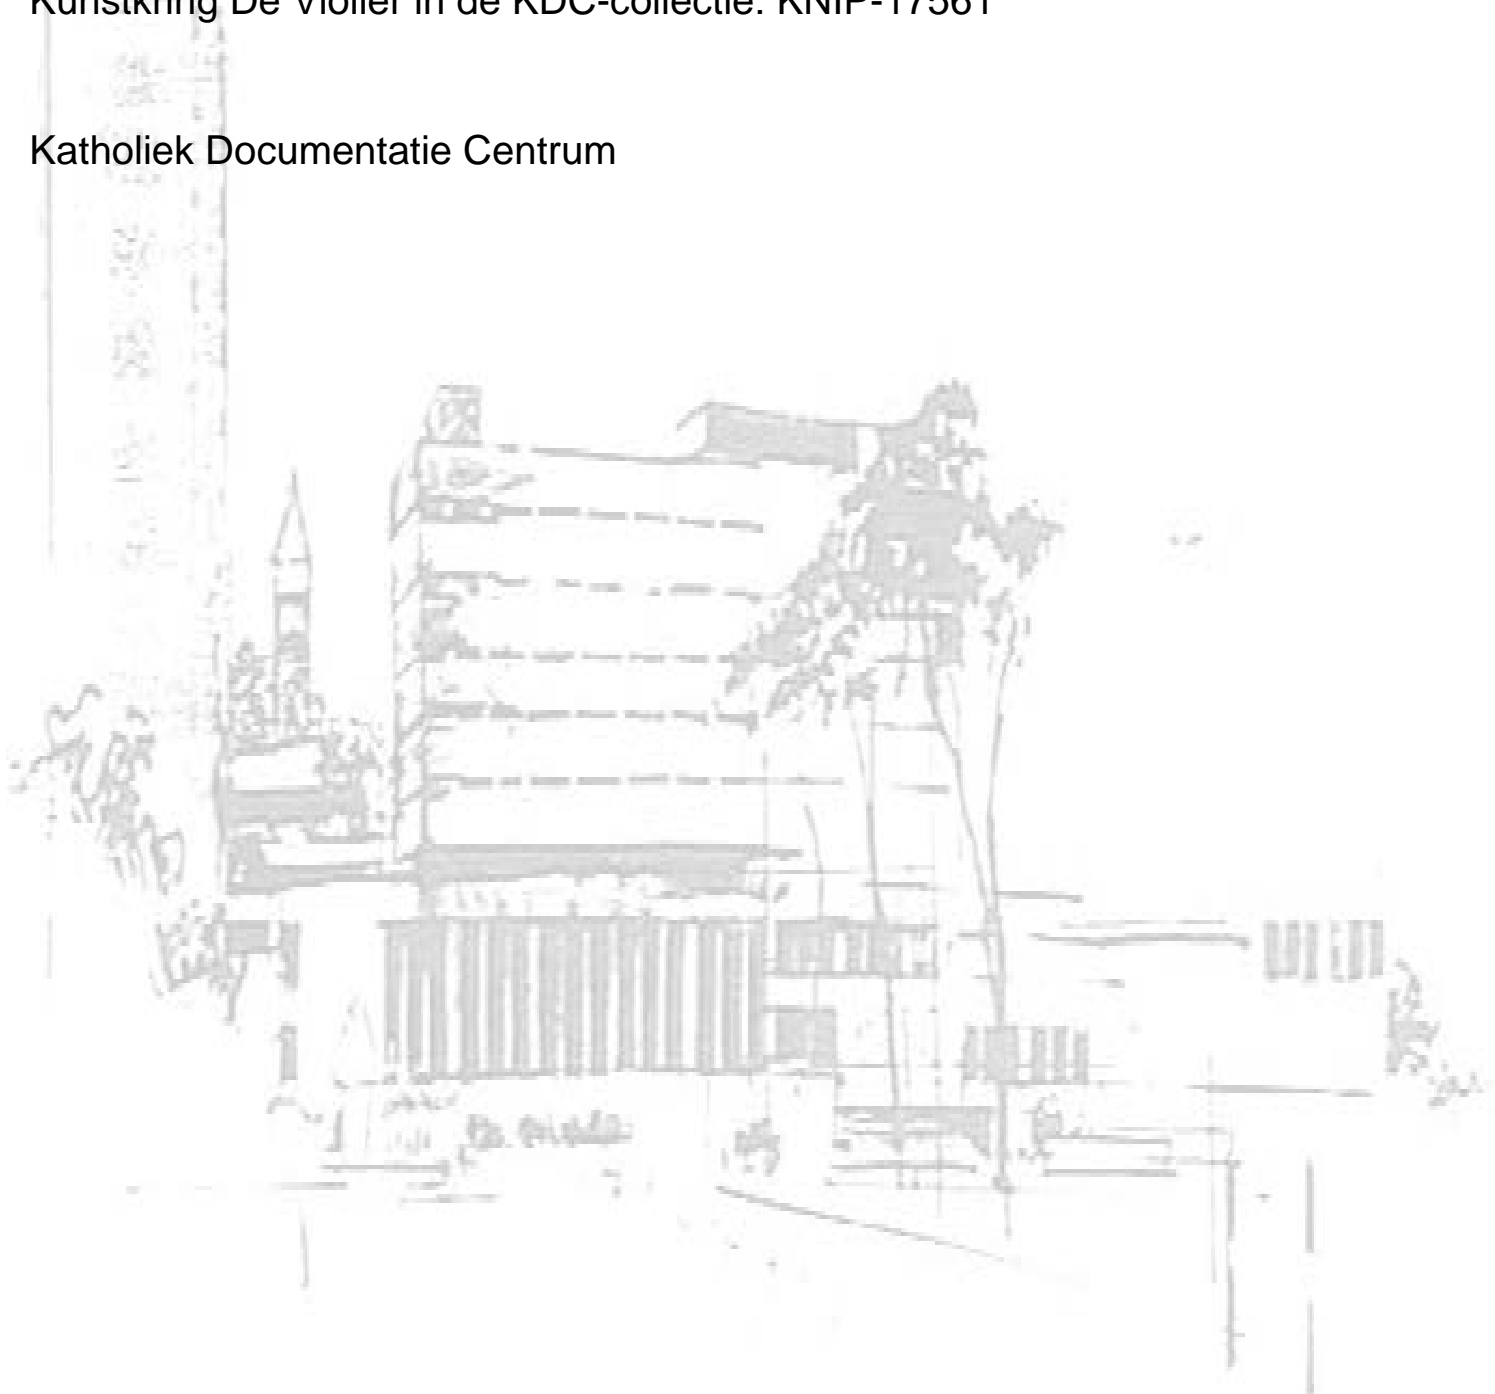 Kunstkring De Violier in de KDC-collectie: KNIP-17561
Katholiek Documentatie Centrum